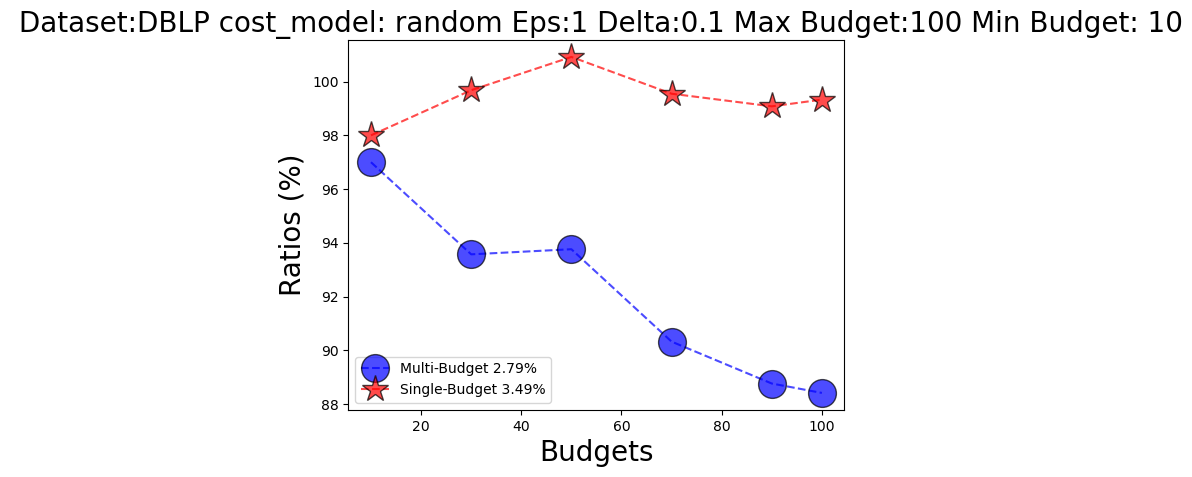 Dataset:DBLP cost_model: random Eps:1 Delta:0.1 Max Budget:100 Min Budget: 10
Ratios (%)
100
98
96
94
92
90
88
Multi-Budget 2.79%
Single-Budget 3.49%
20 40 60 80 100
Budgets